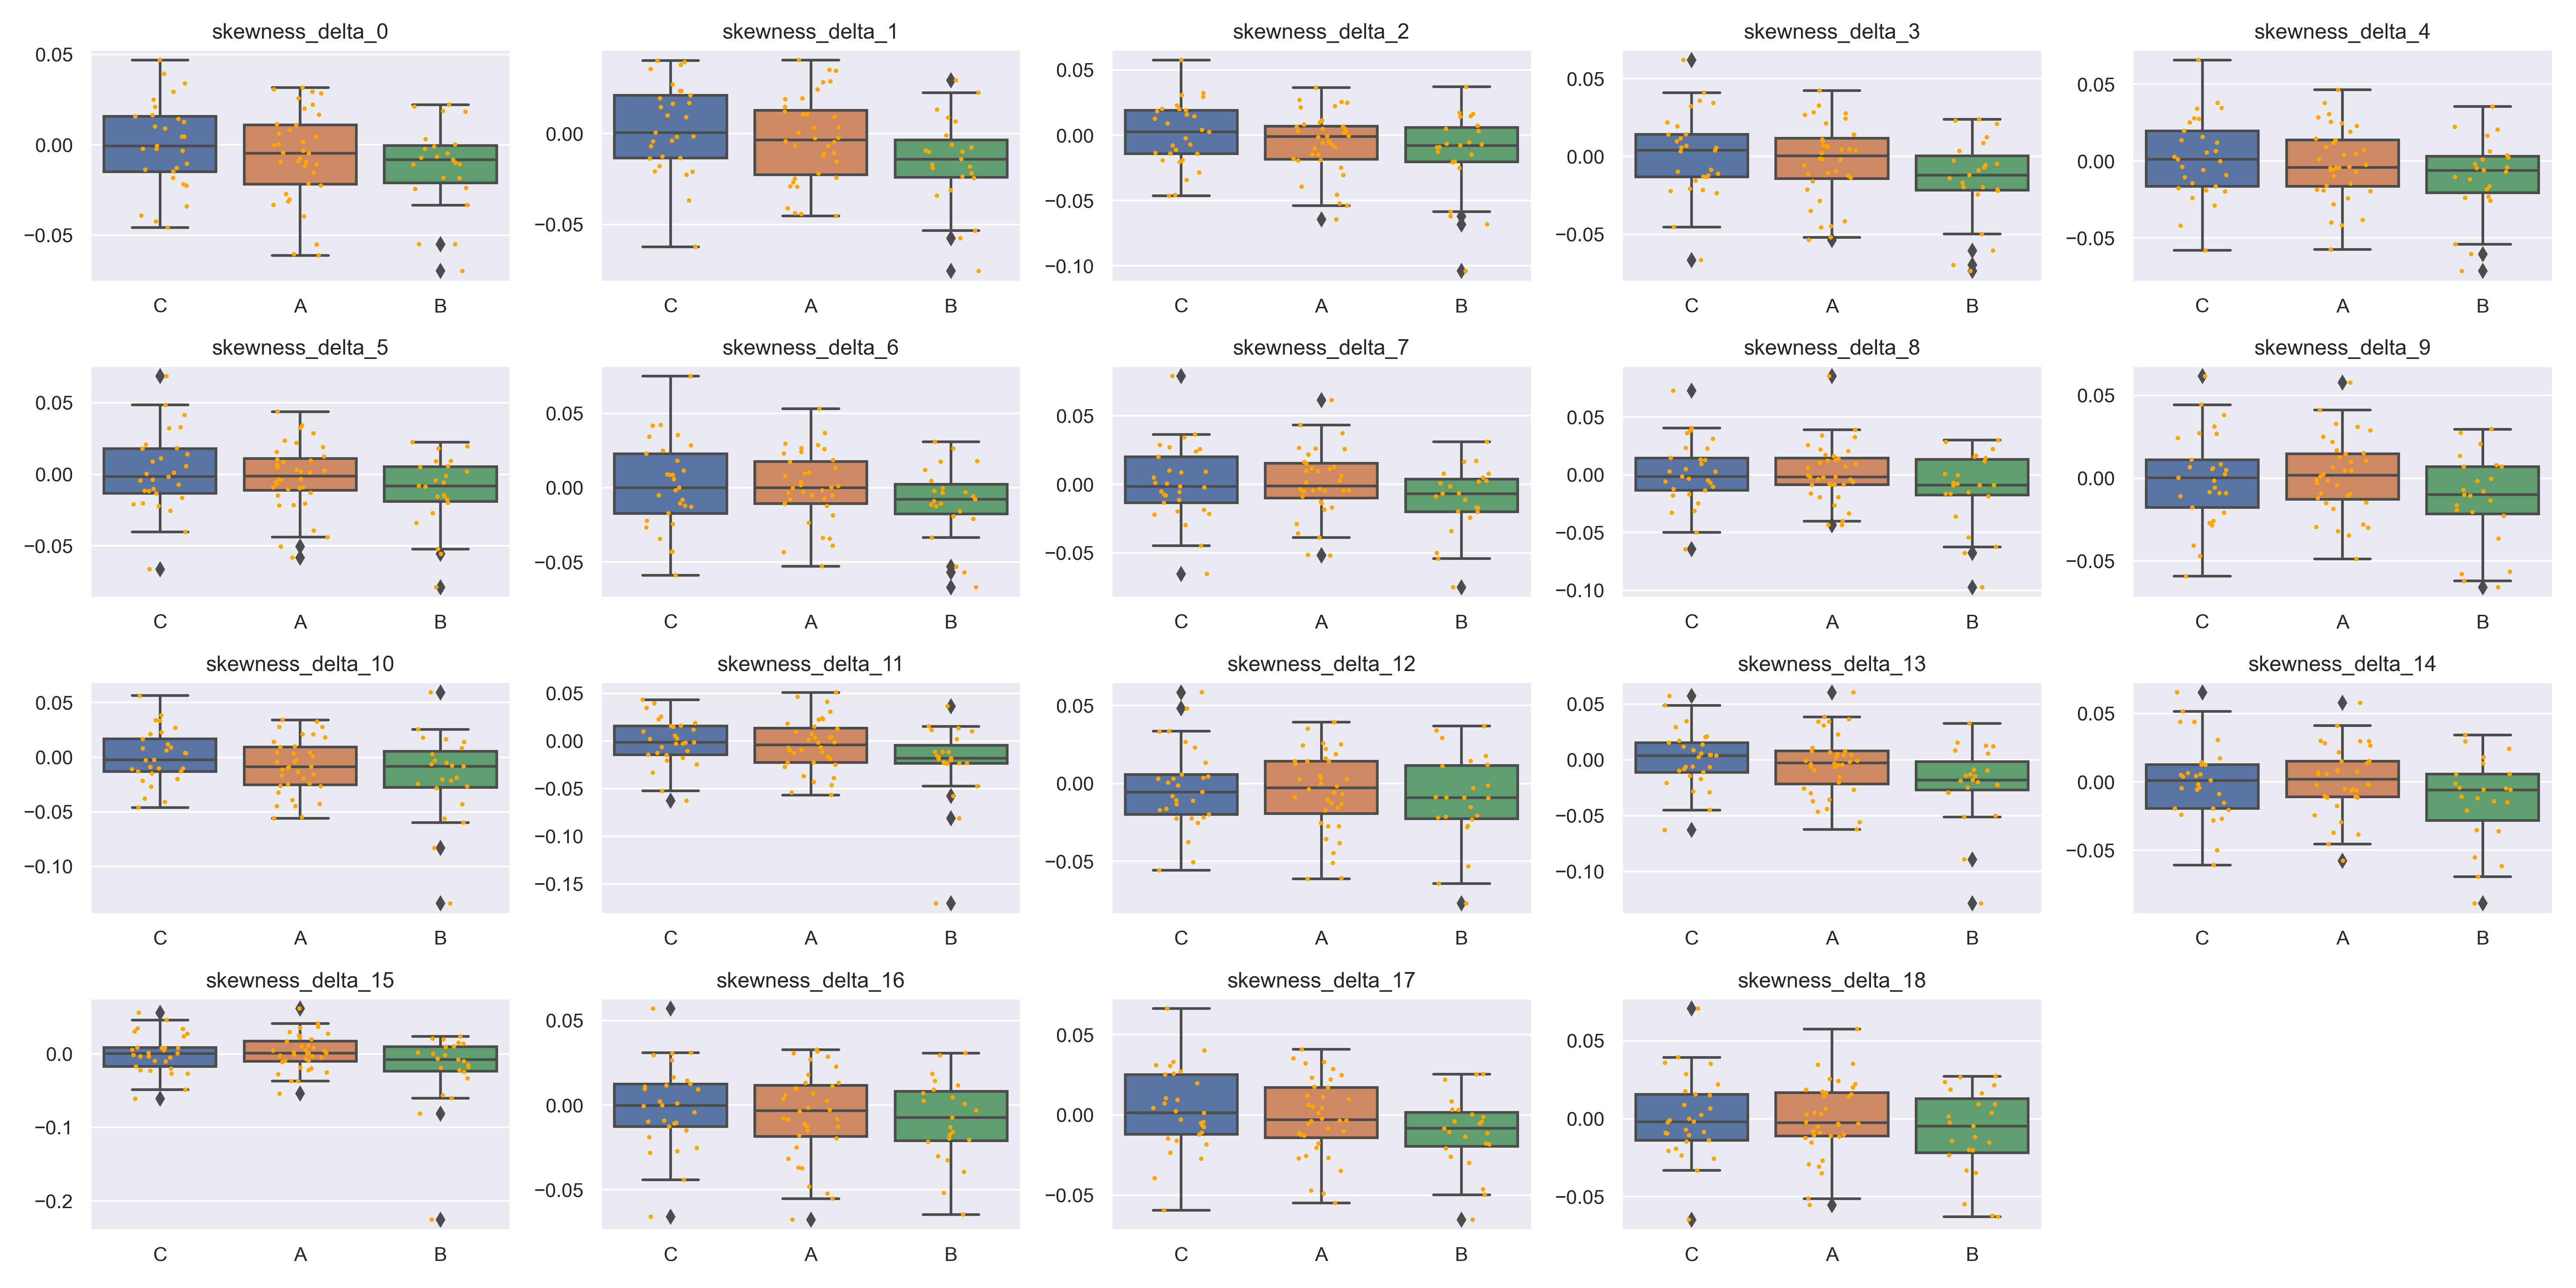 skewness_delta_0
0.05
0.00
−0.05
C A B
skewness_delta_1
0.00
−0.05
C A B
skewness_delta_2
0.05
0.00
−0.05
−0.10
C A B
skewness_delta_3
0.05
0.00
−0.05
C A B
skewness_delta_4
0.05
0.00
−0.05
C A B
skewness_delta_5
0.05
0.00
−0.05
C A B
skewness_delta_6
0.05
0.00
−0.05
C A B
skewness_delta_7
0.05
0.00
−0.05
C A B
skewness_delta_8
0.05
0.00
−0.05
−0.10
C A B
skewness_delta_9
0.05
0.00
−0.05
C A B
skewness_delta_10
0.05
0.00
−0.05
−0.10
C A B
skewness_delta_11
0.05
0.00
−0.05
−0.10
−0.15
C A B
skewness_delta_12
0.05
0.00
−0.05
C A B
skewness_delta_13
0.05
0.00
−0.05
−0.10
C A B
skewness_delta_14
0.05
0.00
−0.05
C A B
skewness_delta_15
0.0
−0.1
−0.2
C A B
skewness_delta_16
0.05
0.00
−0.05
C A B
skewness_delta_17
0.05
0.00
−0.05
C A B
skewness_delta_18
0.05
0.00
−0.05
C A B